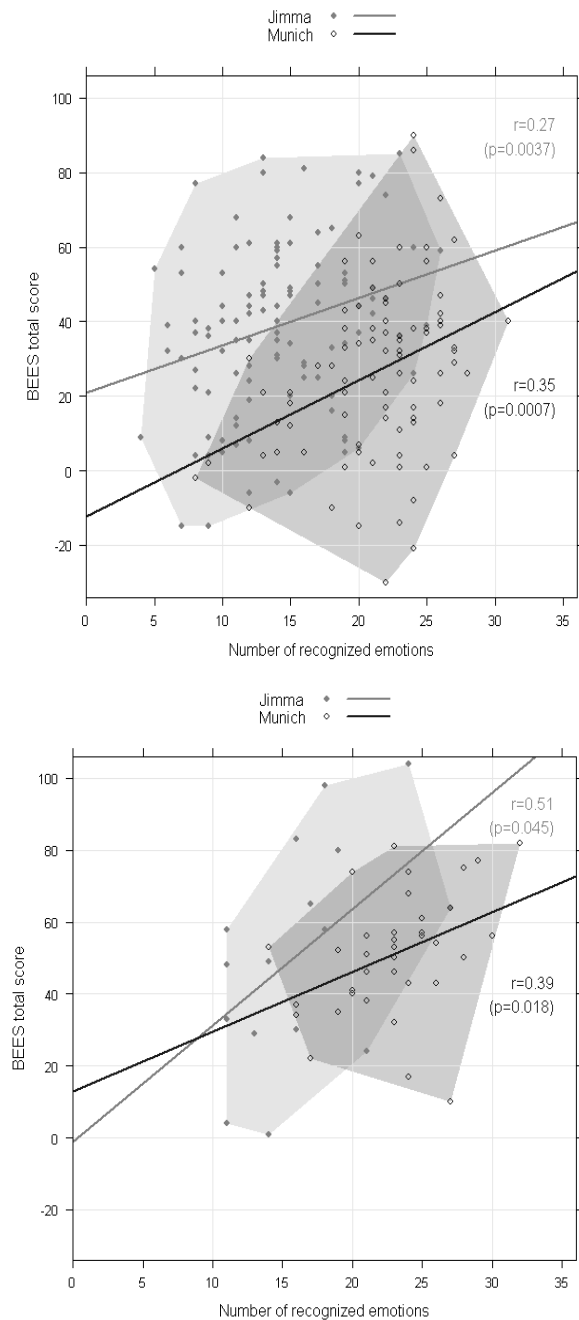 Jimma
Munich
100
80
60
40
20
0
-20
BEES total score
r=0.27
(p=0.0037)
r=0.35
(p=0.0007)
0 5 10 15 20 25 30 35
Number of recognized emotions
Jimma
Munich
100
80
60
40
20
0
-20
BEES total score
r=0.51
(p=0.045)
r=0.39
(p=0.018)
0 5 10 15 20 25 30 35
Number of recognized emotions